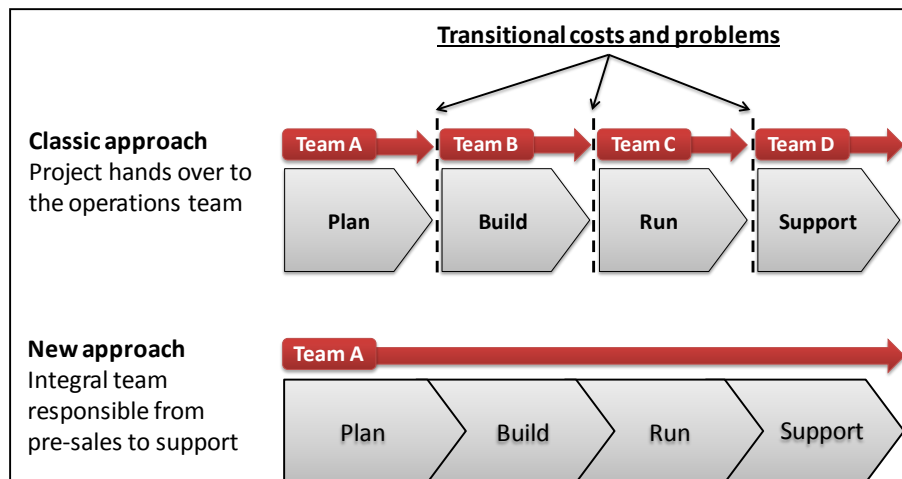 Transitional costs and problems
Classic approach
Project hands over to
the operations team
Team A
Team B
Team C
Team D
Plan
Build
Run
Support
New approach
Integral team
responsible from
pre-sales to support
Team A
Plan
Build
Run
Support